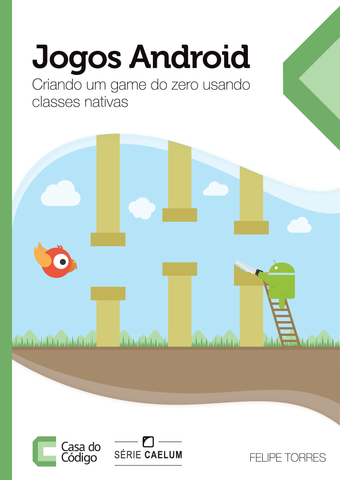 Jogos Android
Criando um game do zero usando
classes nativas
Casa do
Código
SÉRIE CAELUM
FELIPE TORRES